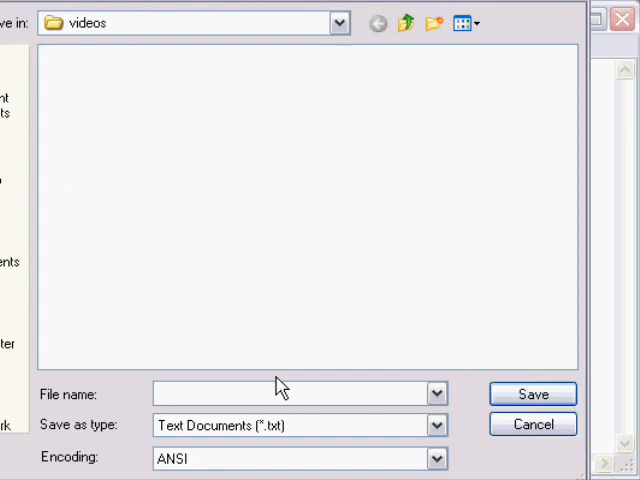 ve in: videos
nt
ts
ents
ter
rk
File name: Save
Save as type: Text Documents (*.txt) Cancel
Encoding: ANSI